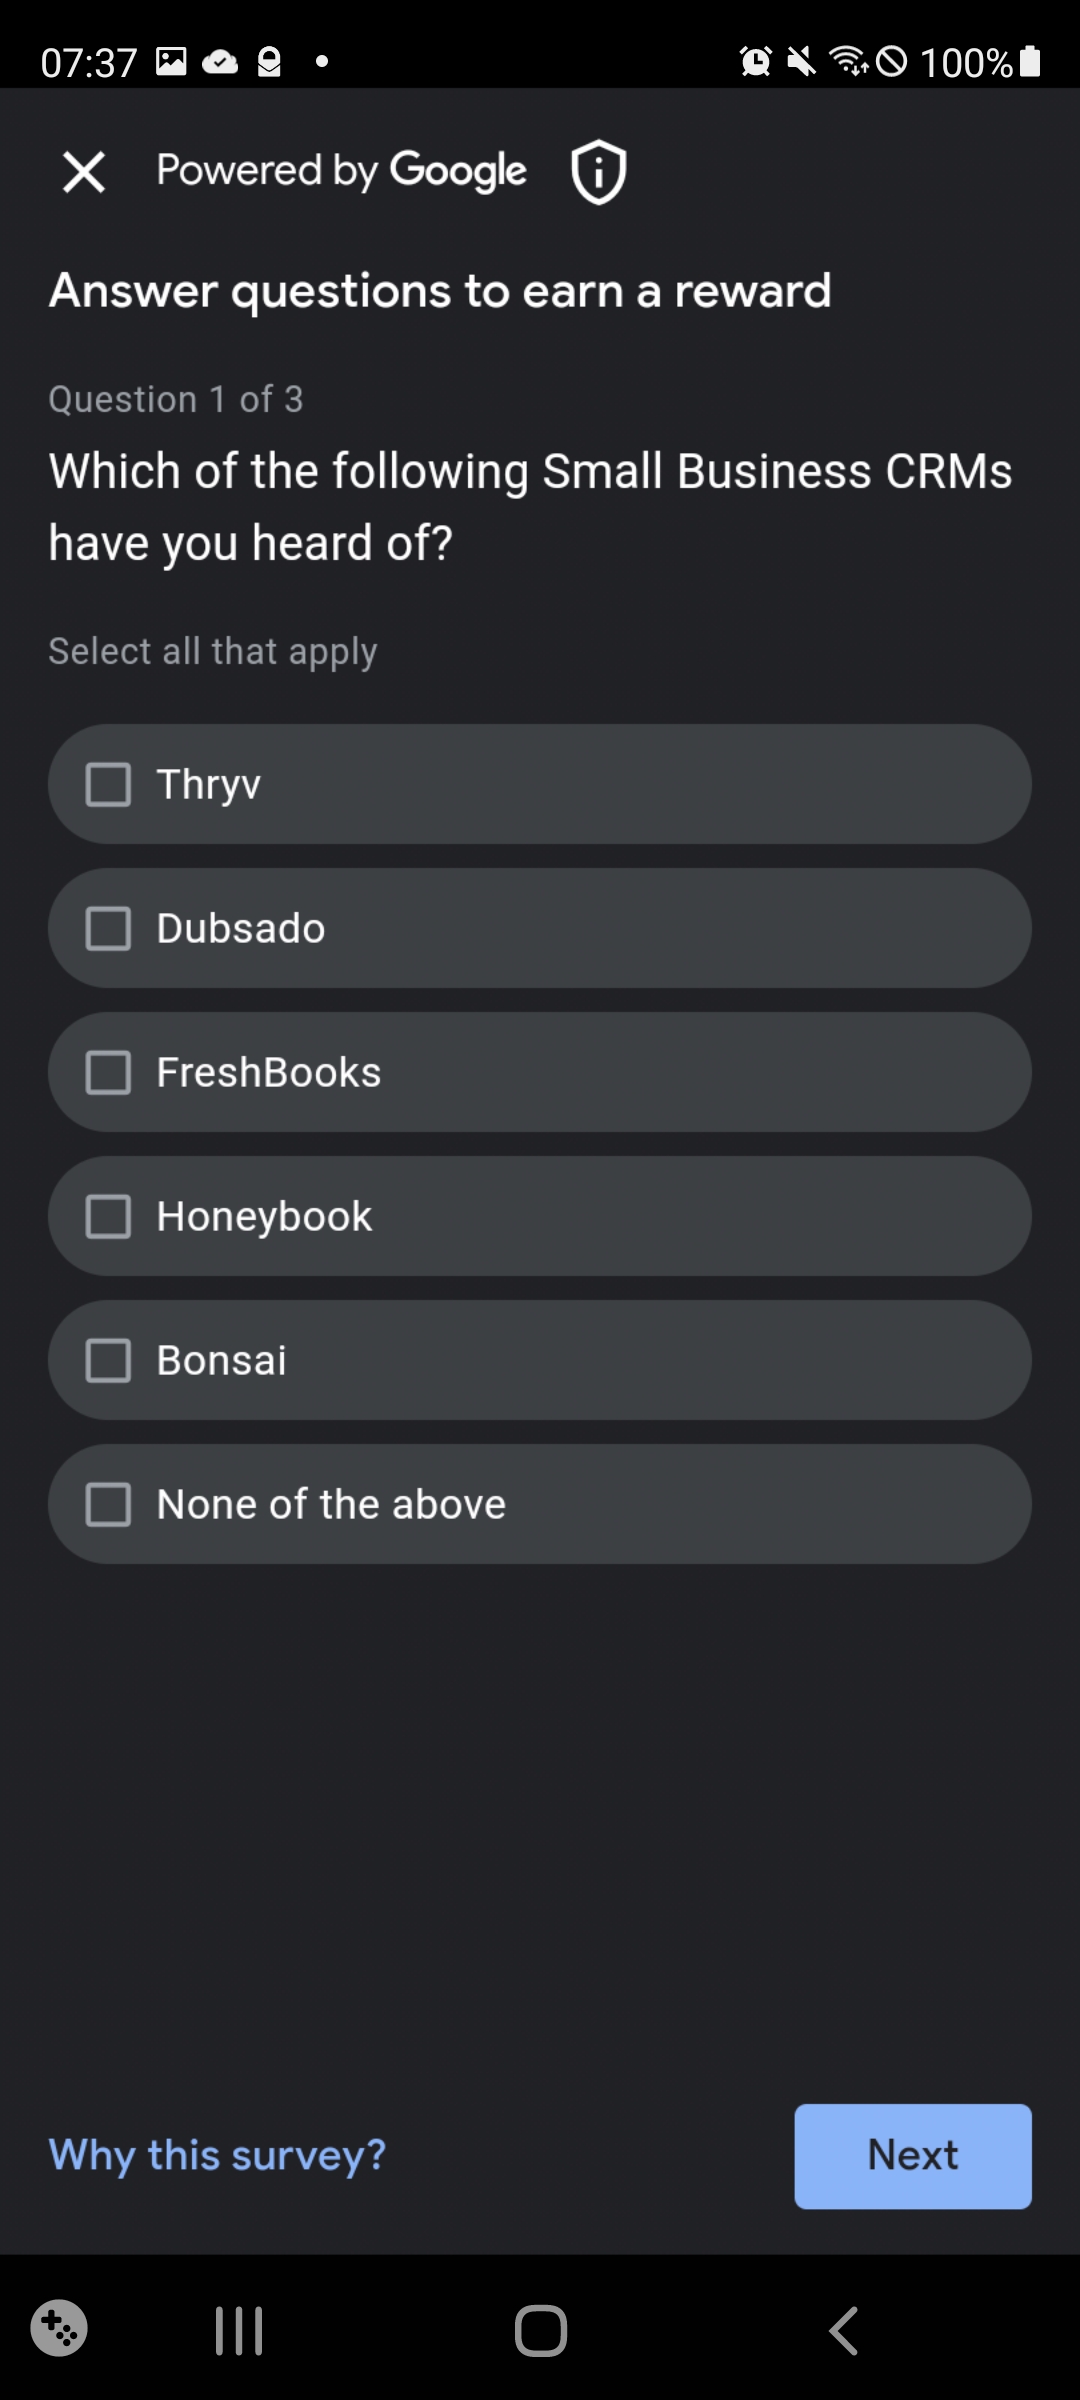 07:37
100%
Powered by Google
Answer questions to earn a reward
Question 1 of 3
Which of the following Small Business CRMs
have you heard of?
Select all that apply
Thryv
Dubsado
FreshBooks
Honeybook
Bonsai
None of the above
Why this survey?
Next